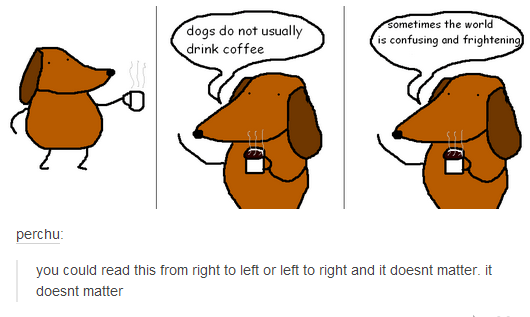 dogs do not usually
drink coffee
sometimes the world
is confusing and frightening
perchu:
you could read this from right to left or left to right and it doesnt matter. it
doesnt matter